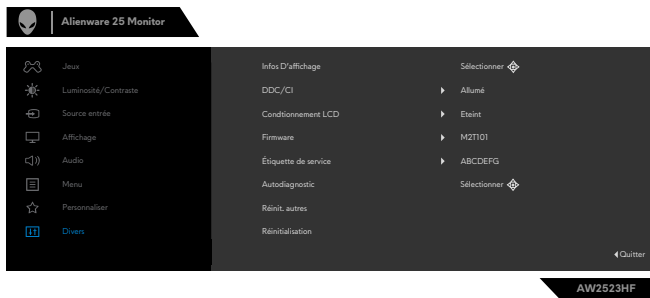 Alienware 25 Monitor
Jeux Infos D'affichage Sélectionner
Luminosité/Contraste DDC/CI Allumé
Source entrée Condtionnement LCD Eteint
Affichage Firmware M2T101
Audio Étiquette de service ABCDEFG
Menu Autodiagnostic Sélectionner
Personnaliser Réinit. autres
Divers Réinitialisation
Quitter
AW2523HF